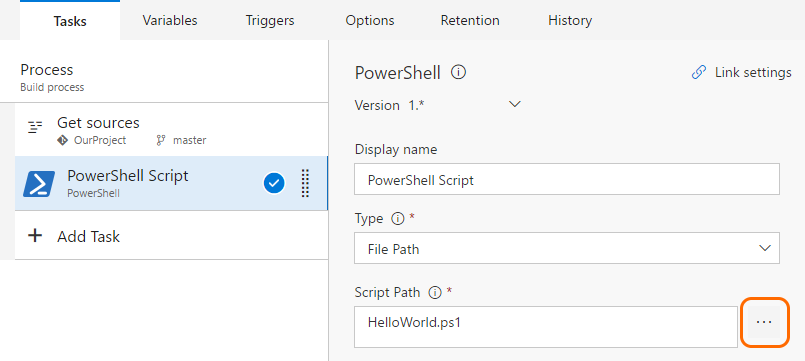 Tasks Variables Triggers Options Retention History
Process
Build process
Get sources
OurProject master
PowerShell Script
PowerShell
+ Add Task
PowerShell Link settings
Version 1.*
Display name
PowerShell Script
Type *
File Path
Script Path *
HelloWorld.ps1 ...